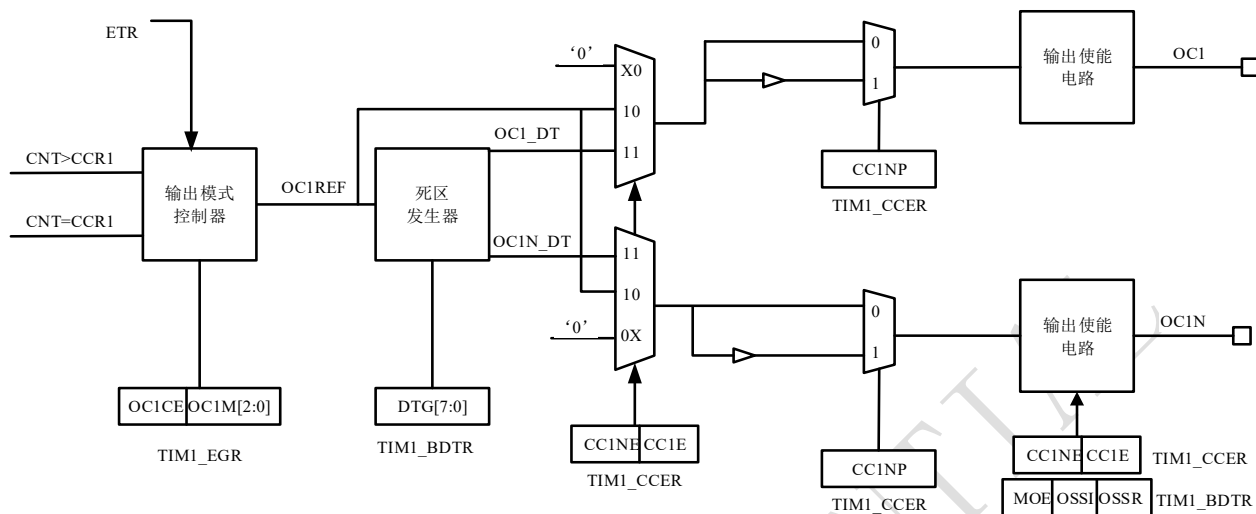 ETR
'0'
X0
10
11
0
1
输出使能
电路
OC1
CNT>CCR1
CNT=CCR1
输出模式
控制器
OC1REF
死区
发生器
OC1_DT
OC1N_DT
CC1NP
TIM1_CCER
11
10
'0'
0X
0
1
输出使能
电路
OC1N
OC1CE OC1M[2:0]
TIM1_EGR
DTG[7:0]
TIM1_BDTR
CC1NE CC1E
TIM1_CCER
CC1NP
TIM1_CCER
CC1NE CC1E TIM1_CCER
MOE OSSI OSSR TIM1_BDTR